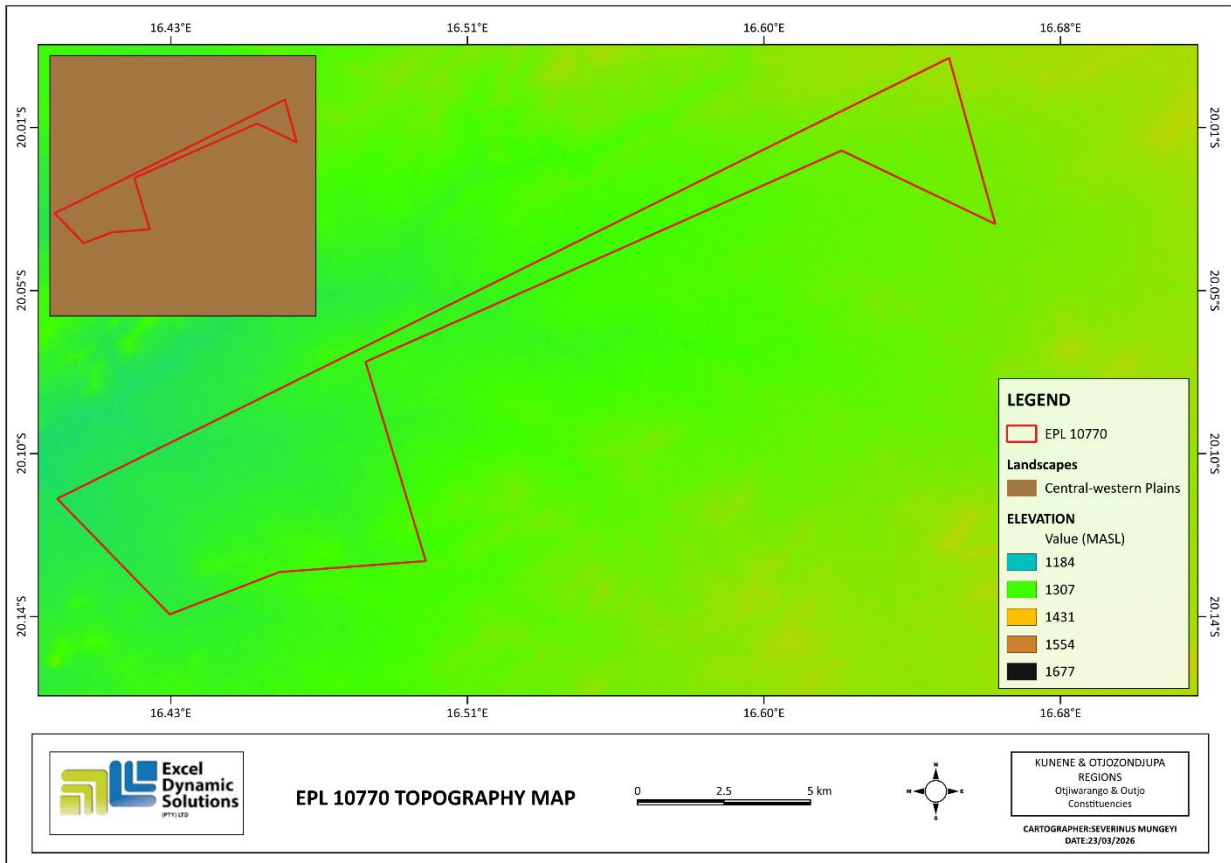 16.43°E
16.51°E
16.60°E
16.68°E
20.01°S
20.01°S
20.05°S
20.05°S
20.10°S
20.10°S
20.14°S
20.14°S
LEGEND
EPL 10770
Landscapes
Central-western Plains
ELEVATION
Value (MASL)
1184
1307
1431
1554
1677
16.43°E
16.51°E
16.60°E
16.68°E
Excel
Dynamic
Solutions
(PTY) LTD
EPL 10770 TOPOGRAPHY MAP
0
2.5
5 km
N
W
E
S
KUNENE & OTJOZONDJUPA
REGIONS
Otjiwarango & Outjo
Constituencies
CARTOGRAPHER:SEVERINUS MUNGEYI
DATE:23/03/2026